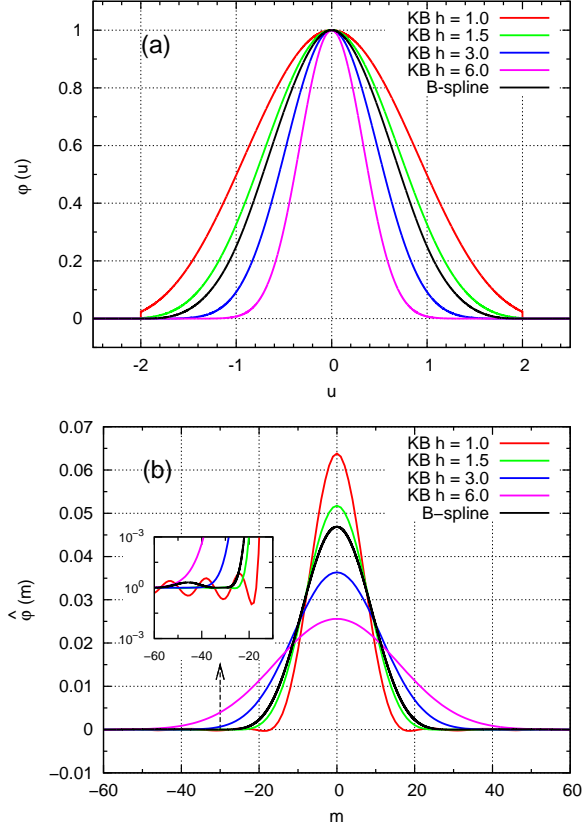 (a)
KB h = 1.0
KB h = 1.5
KB h = 3.0
KB h = 6.0
B-spline
1
0.8
0.6
0.4
0.2
0
φ (u)
-2 -1 0 1 2
u
(b)
KB h = 1.0
KB h = 1.5
KB h = 3.0
KB h = 6.0
B−spline
0.07
0.06
0.05
0.04
0.03
0.02
0.01
0
−0.01
φ̂ (m)
10⁻³
10⁰
10⁻³
-60 -40 -20
−60 −40 −20 0 20 40 60
m